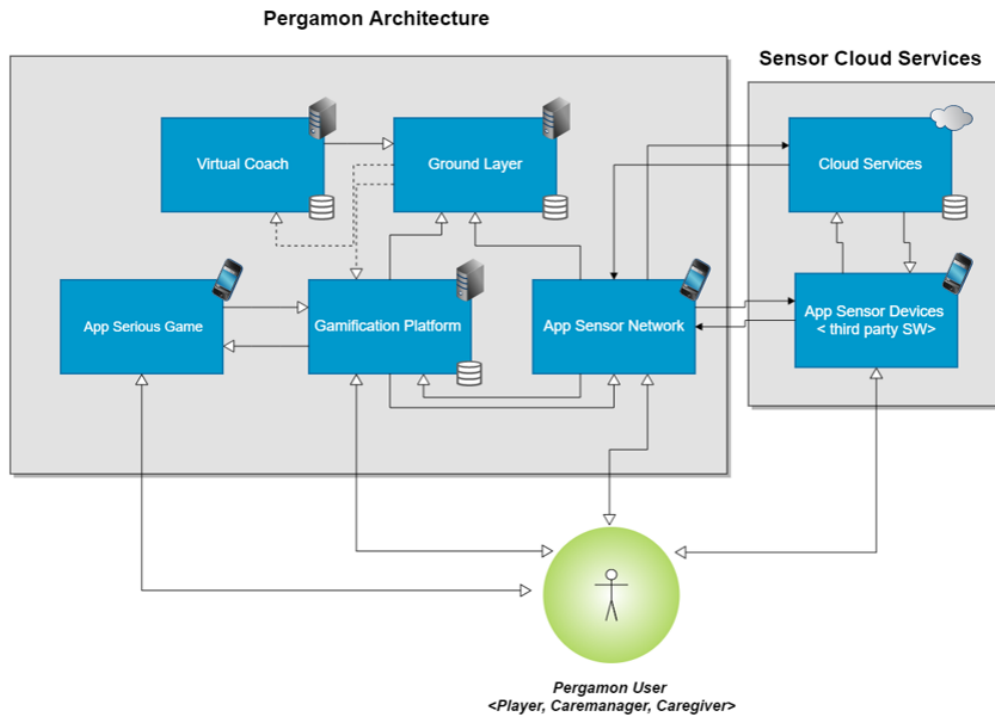 Pergamon Architecture
Sensor Cloud Services
Virtual Coach
Ground Layer
Cloud Services
App Serious Game
Gamification Platform
App Sensor Network
App Sensor Devices
< third party SW>
Pergamon User
<Player, Caremanager, Caregiver>